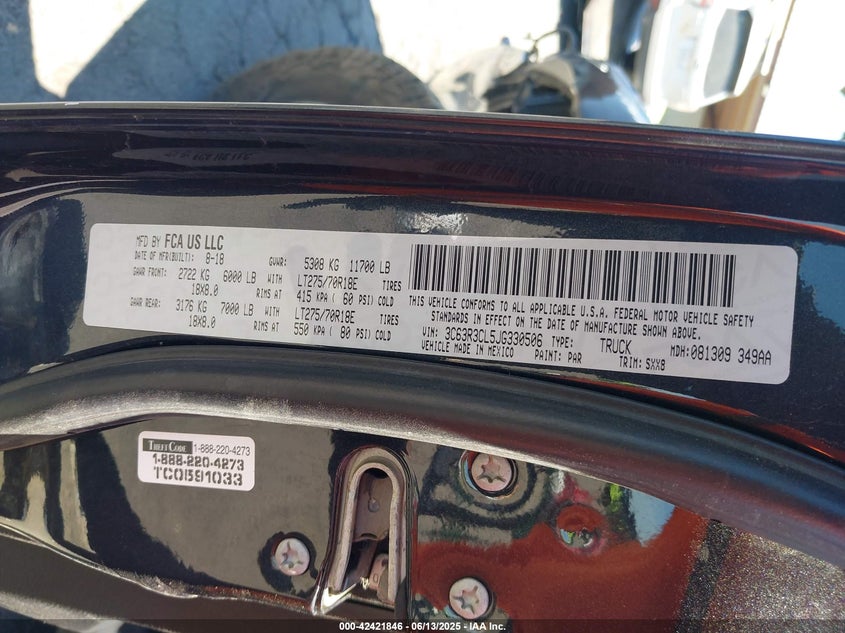 MFD BY FCA US LLC
DATE OF MFR(BUILT): 8-18 GVWR: 5308 KG 11700 LB
GAWR FRONT: 2722 KG 6000 LB WITH LT275/70R18E TIRES
18X8.0 RIMS AT 415 KPA ( 60 PSI) COLD
GAWR REAR: 3176 KG 7000 LB WITH LT275/70R18E TIRES
18X8.0 RIMS AT 550 KPA ( 80 PSI) COLD
THIS VEHICLE CONFORMS TO ALL APPLICABLE U.S.A. FEDERAL MOTOR VEHICLE SAFETY
STANDARDS IN EFFECT ON THE DATE OF MANUFACTURE SHOWN ABOVE.
VIN: 3C63R3CL5JG330506 TYPE: TRUCK MDH: 081309 349AA
VEHICLE MADE IN MEXICO PAINT: PAR TRIM: SXX8
THEFTCODE 1-888-220-4273
1-888-220-4273
TC0591033
000-42421846 - 06/13/2025 - IAA Inc.